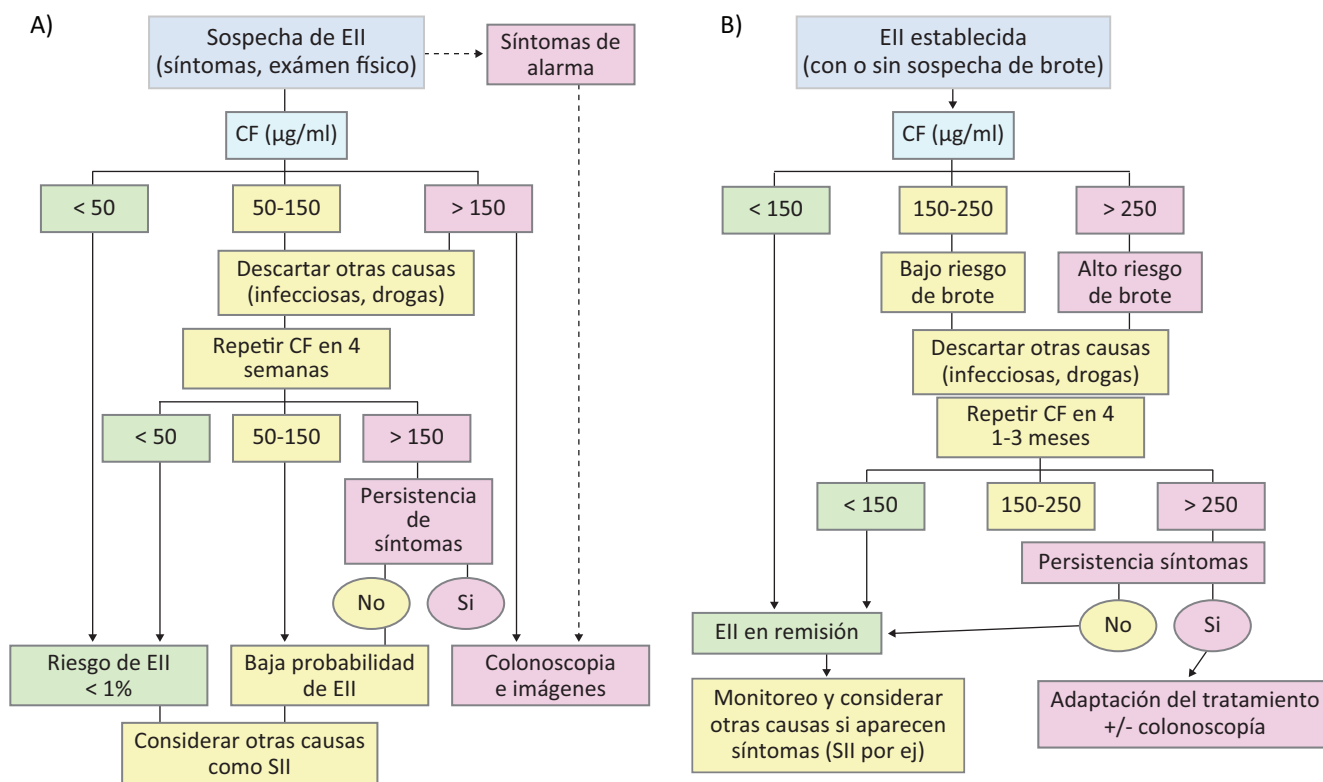 A)
Sospecha de EII
(síntomas, exámen físico)
Síntomas de
alarma
CF (µg/ml)
< 50
50-150
> 150
Descartar otras causas
(infecciosas, drogas)
Repetir CF en 4
semanas
< 50
50-150
> 150
Persistencia
de
síntomas
No
Si
Riesgo de EII
< 1%
Baja probabilidad
de EII
Colonoscopia
e imágenes
Considerar otras causas
como SII
B)
EII establecida
(con o sin sospecha de brote)
CF (µg/ml)
< 150
150-250
> 250
Bajo riesgo
de brote
Alto riesgo
de brote
Descartar otras causas
(infecciosas, drogas)
Repetir CF en 4
1-3 meses
< 150
150-250
> 250
Persistencia síntomas
No
Si
EII en remisión
Monitoreo y considerar
otras causas si aparecen
síntomas (SII por ej)
Adaptación del tratamiento
+/- colonoscopía